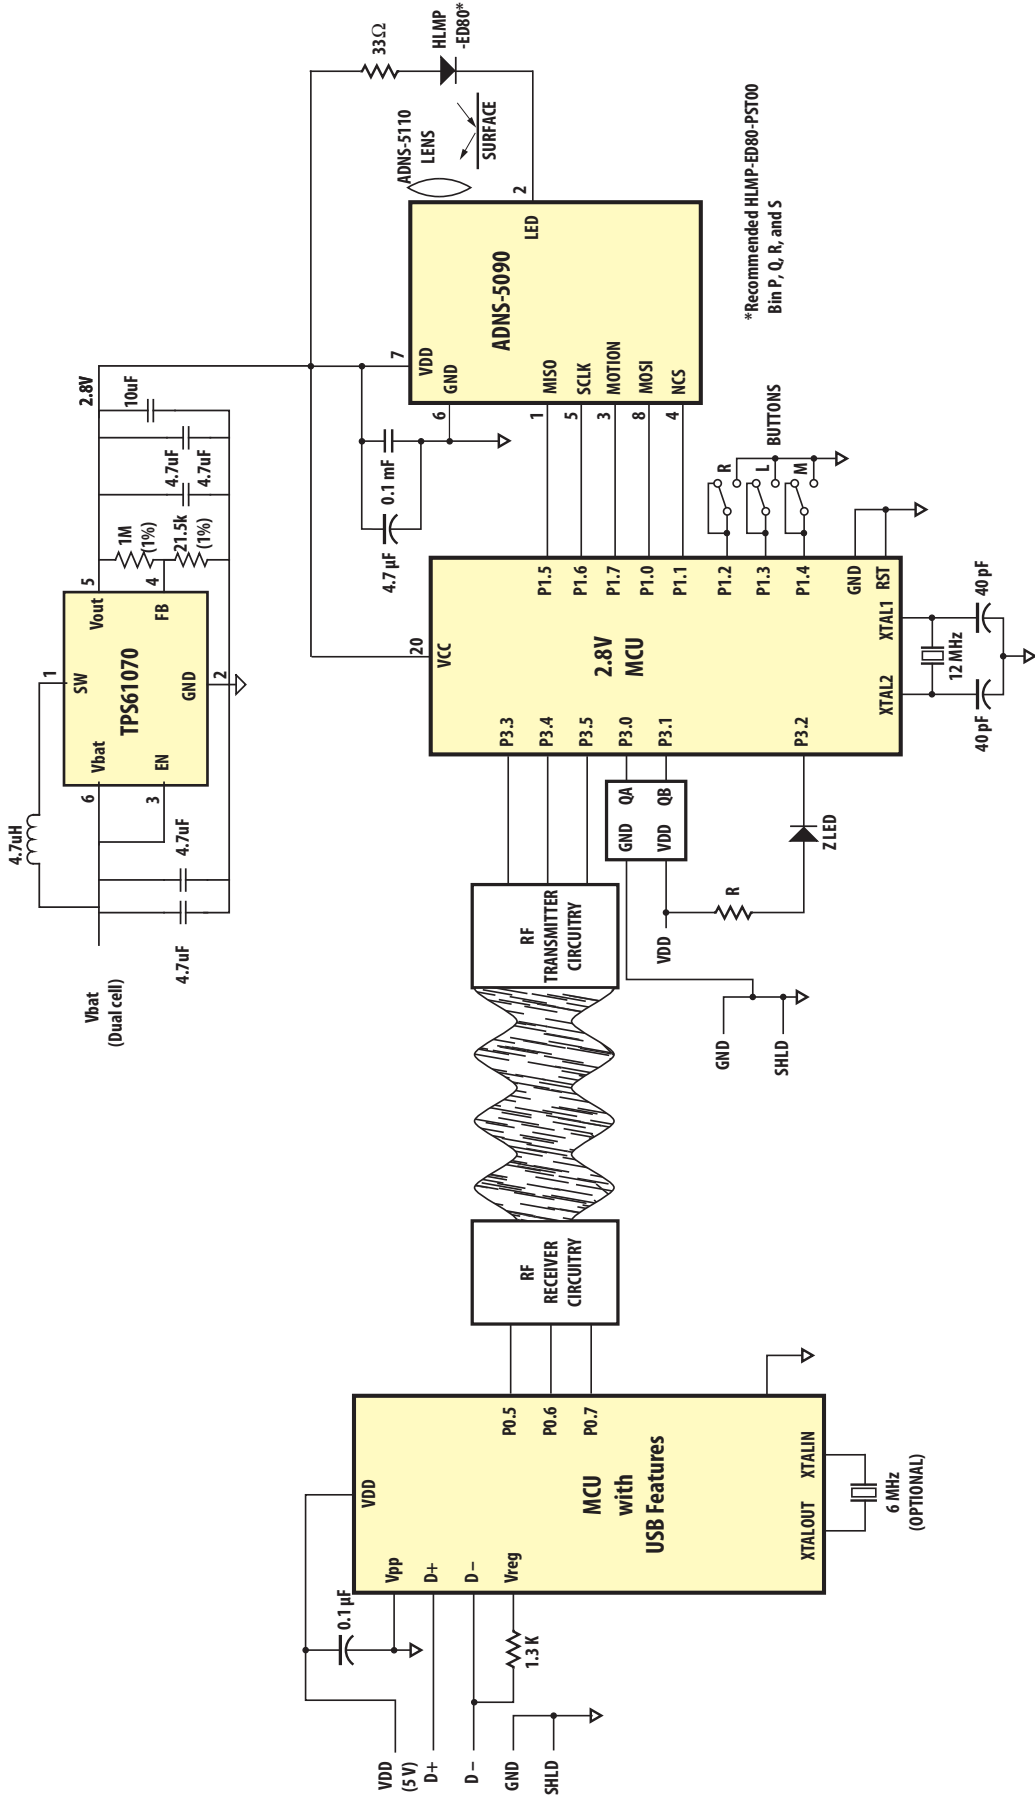 Vbat
(Dual cell)
4.7uH
4.7uF
4.7uF
6
Vbat
3
EN
TPS61070
1
SW
GND
2
5
Vout
4
FB
1M
(1%)
21.5k
(1%)
4.7uF
4.7uF
10uF
2.8V
33Ω
HLMP
-ED80*
ADNS-5110
LENS
SURFACE
2
LED
ADNS-5090
7
VDD
6
GND
4.7 µF
0.1 mF
1
MISO
5
SCLK
3
MOTION
8
MOSI
4
NCS
*Recommended HLMP-ED80-PST00
Bin P, Q, R, and S
20
VCC
2.8V
MCU
P1.5
P1.6
P1.7
P1.0
P1.1
P1.2
P1.3
P1.4
GND
RST
R
L
M
BUTTONS
P3.3
P3.4
P3.5
P3.0
P3.1
P3.2
XTAL2
XTAL1
12 MHz
40 pF
40 pF
GND
QA
VDD
QB
VDD
R
Z LED
GND
SHLD
RF
TRANSMITTER
CIRCUITRY
RF
RECEIVER
CIRCUITRY
P0.5
P0.6
P0.7
MCU
with
USB Features
VDD
Vpp
D+
D −
Vreg
XTALOUT
XTALIN
6 MHz
(OPTIONAL)
0.1 µF
1.3 K
VDD
(5 V)
D+
D −
GND
SHLD